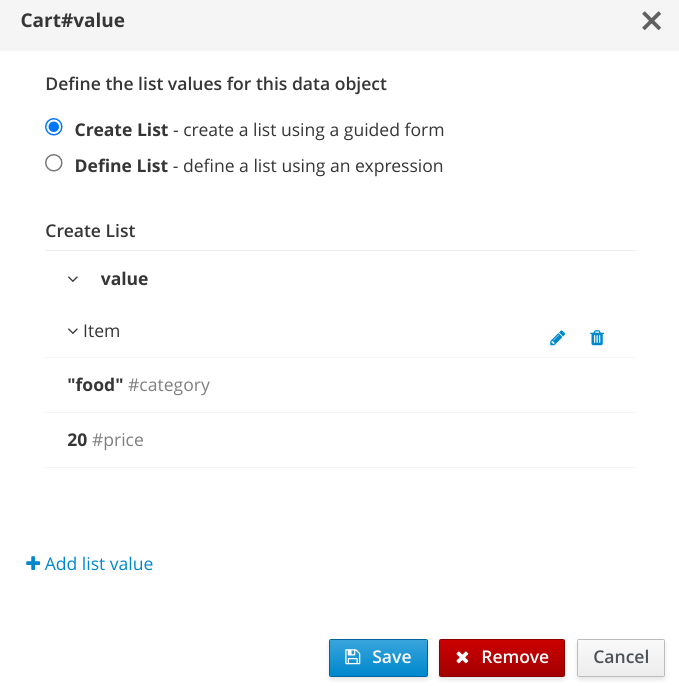 Cart#value
Define the list values for this data object
Create List - create a list using a guided form
Define List - define a list using an expression
Create List
value
Item
"food" #category
20 #price
Add list value
Save Remove Cancel